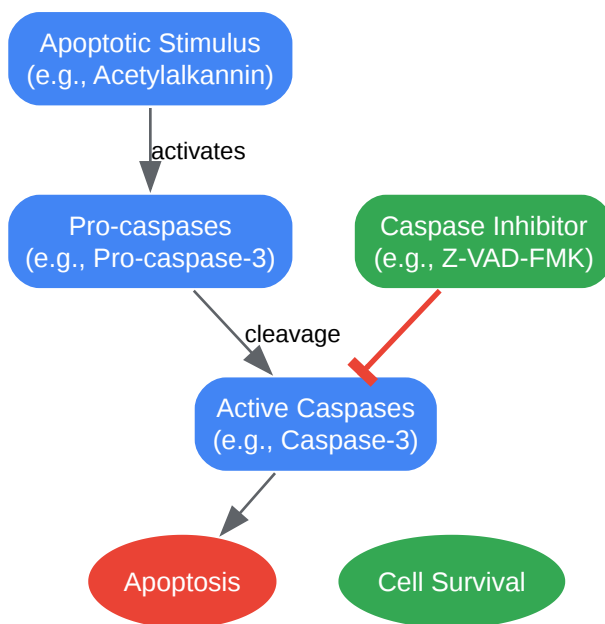 Apoptotic Stimulus
(e.g., Acetylalkannin)
activates
Pro-caspases
(e.g., Pro-caspase-3)
Caspase Inhibitor
(e.g., Z-VAD-FMK)
cleavage
Active Caspases
(e.g., Caspase-3)
Apoptosis
Cell Survival